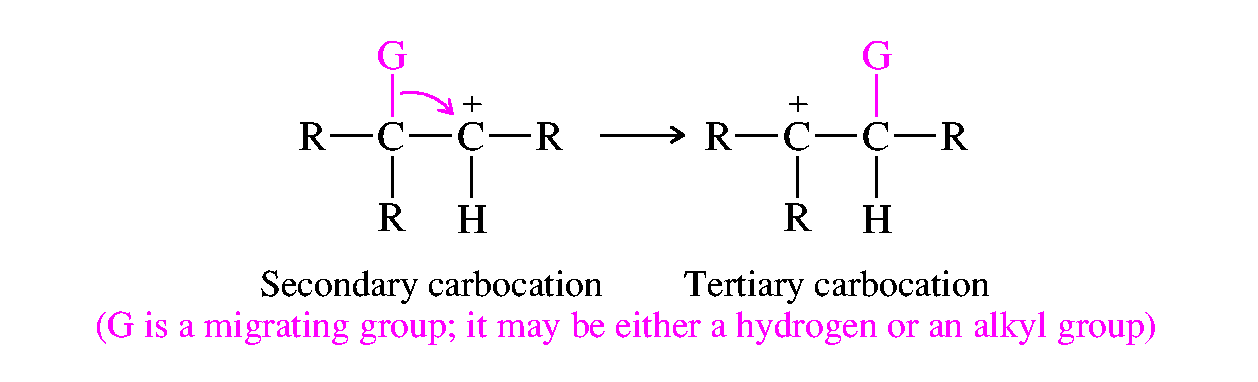 G G
+ +
R—C—C—R R—C—C—R
R H R H
Secondary carbocation Tertiary carbocation
(G is a migrating group; it may be either a hydrogen or an alkyl group)